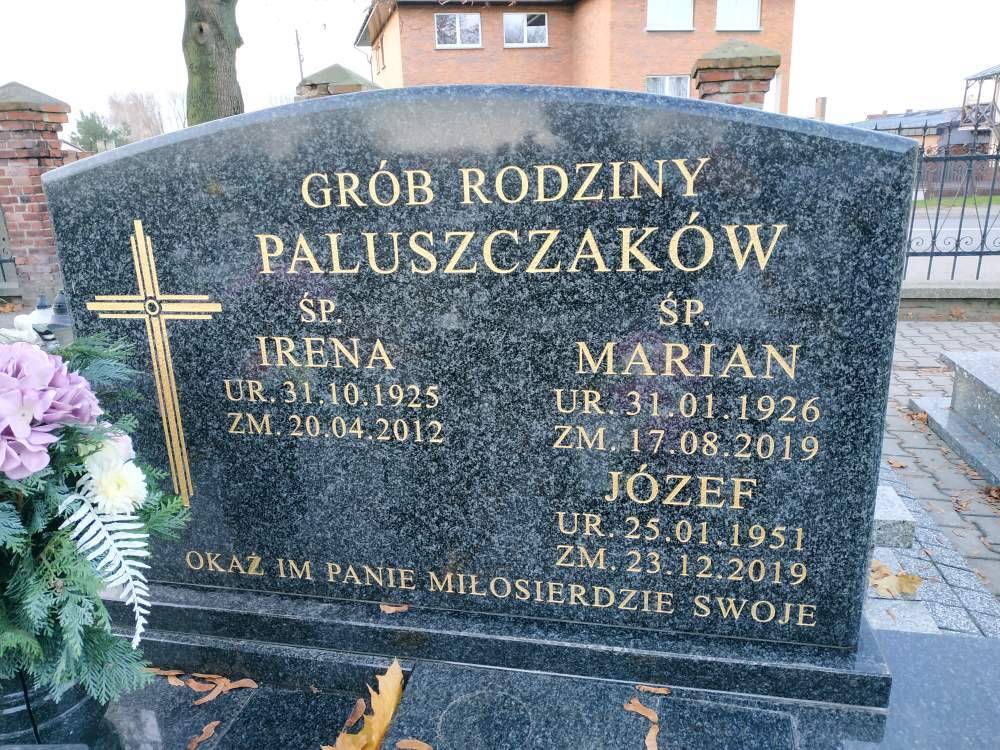 GRÓB RODZINY
PALUSZCZAKÓW
ŚP.
IRENA
UR. 31.10.1925
ZM. 20.04.2012
ŚP.
MARIAN
UR. 31.01.1926
ZM. 17.08.2019
JÓZEF
UR. 25.01.1951
ZM. 23.12.2019
OKAŻ IM PANIE MIŁOSIERDZIE SWOJE